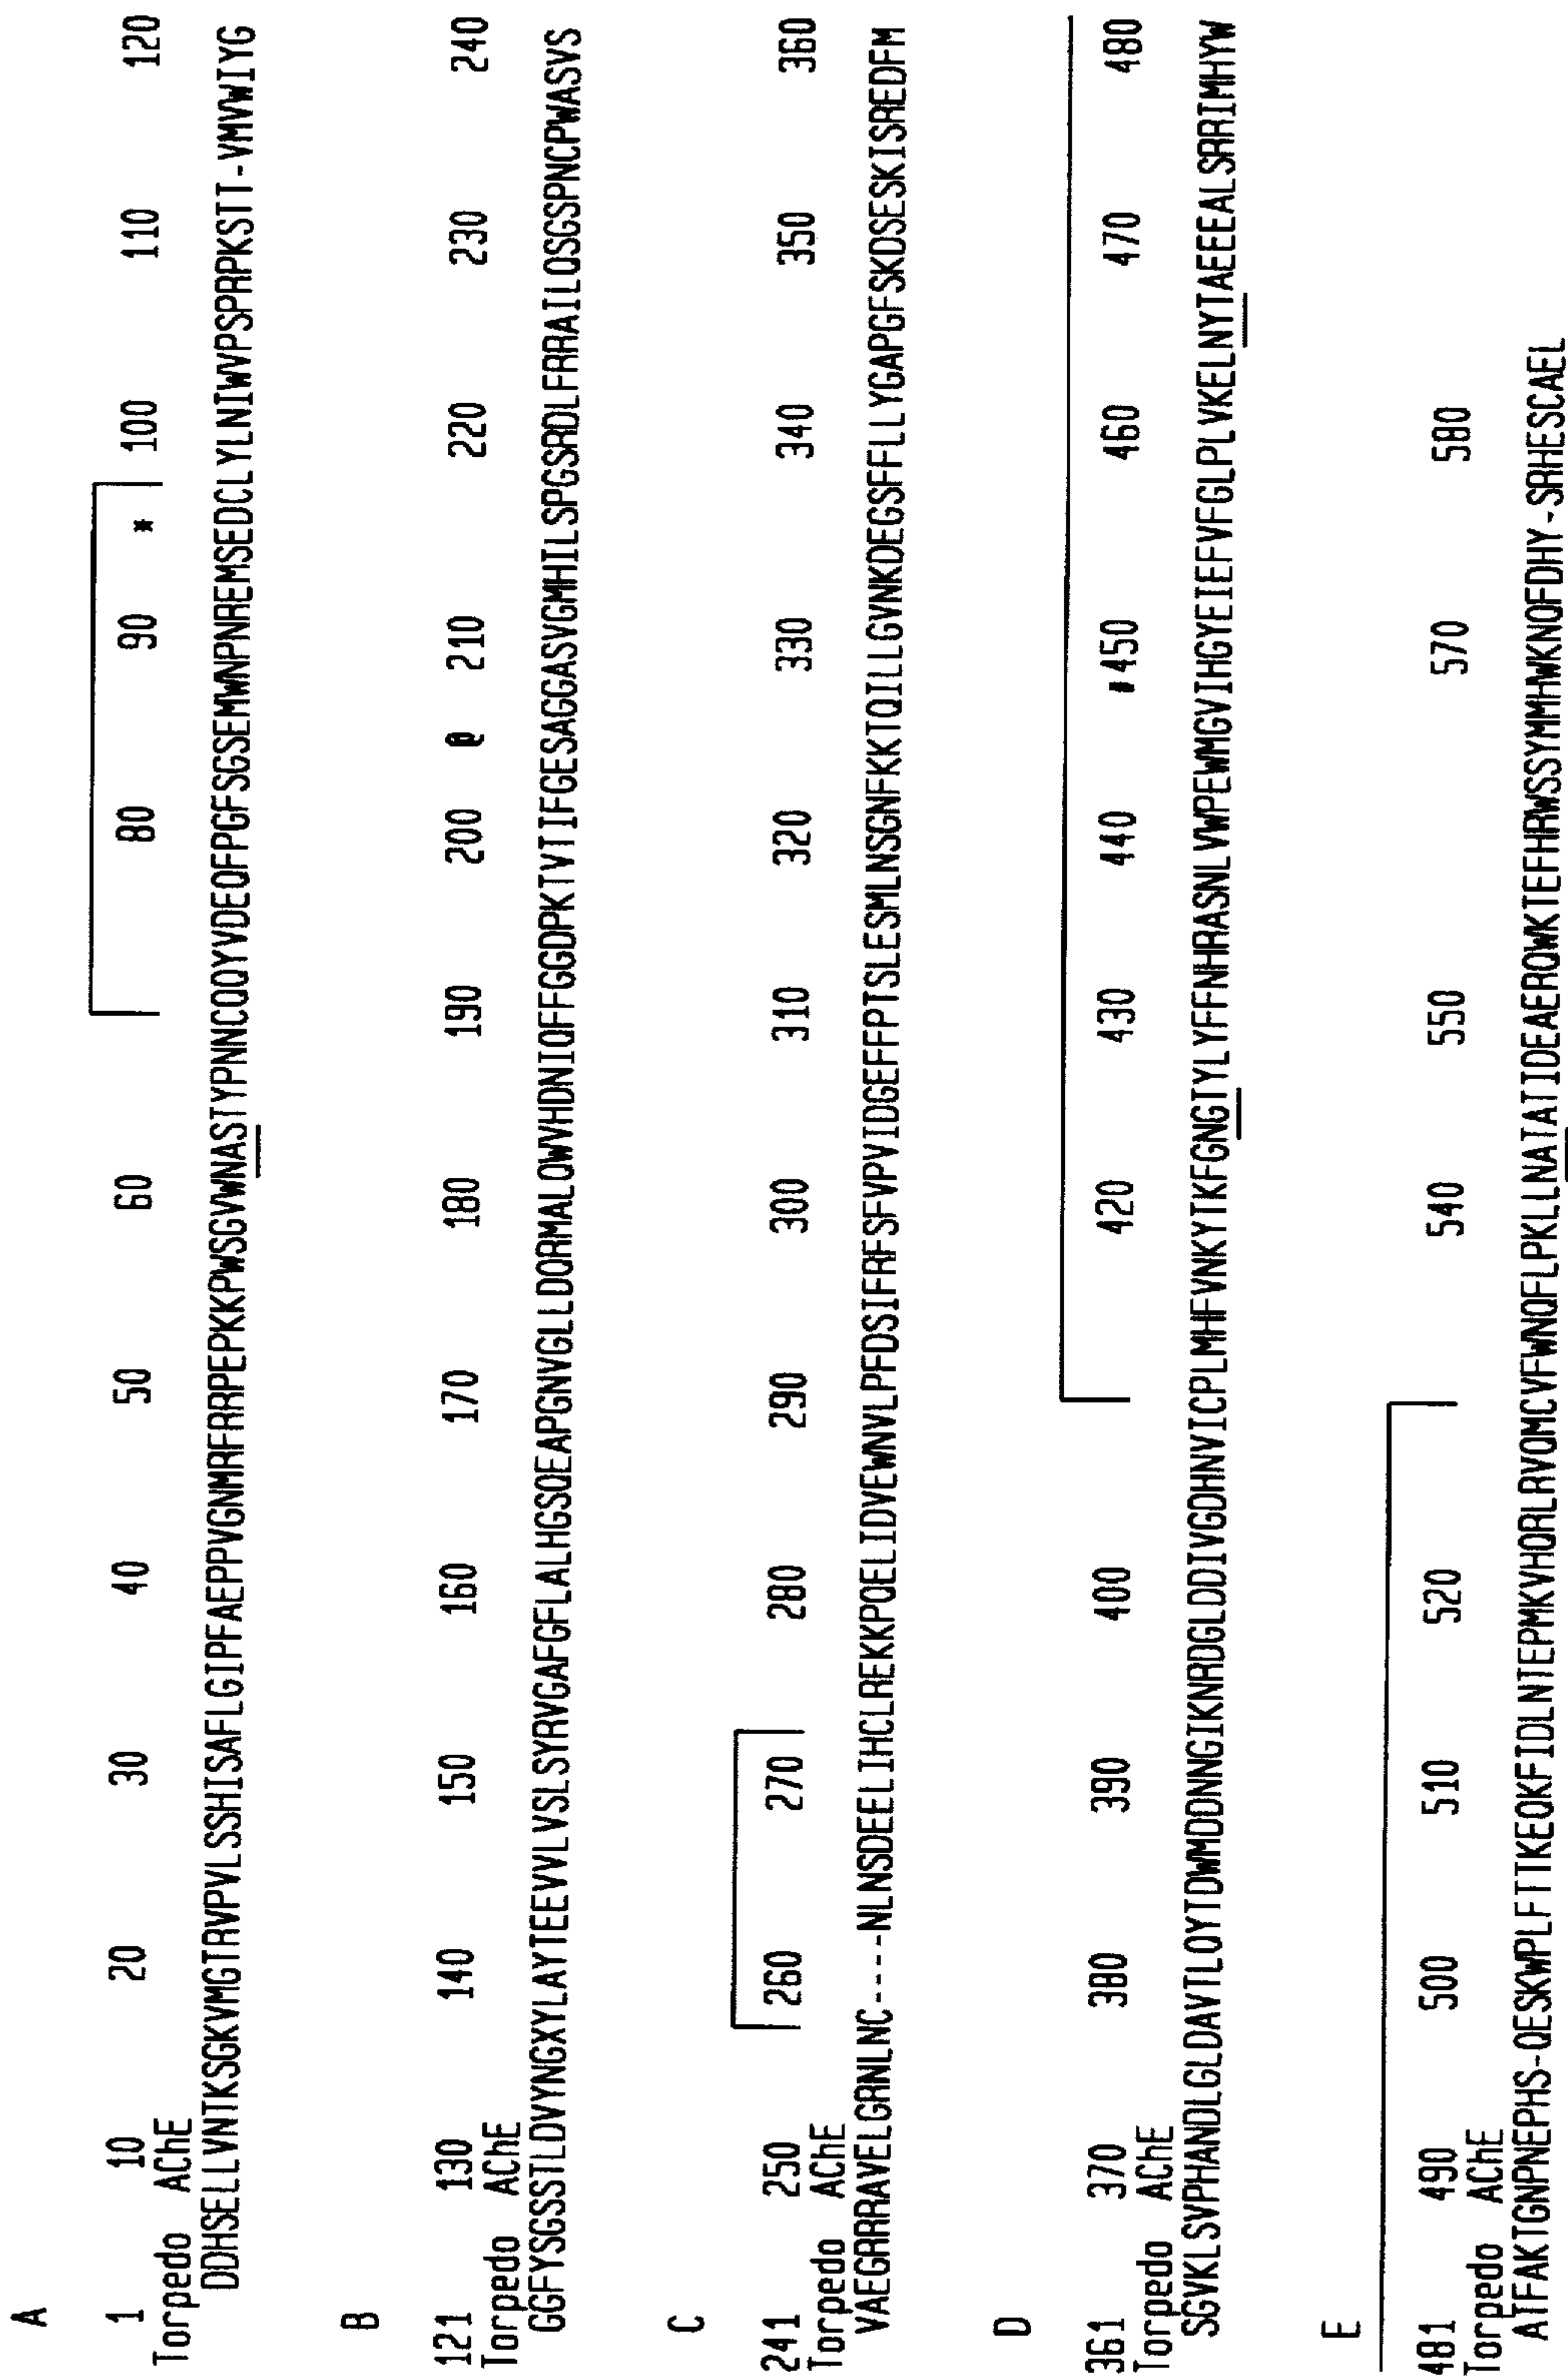 A
1 10 20 30 40 50 60 80 90 * 100 110 120
Torpedo AChE
DDHSELLVNTKSGKVMGTRVPVLSSHISAFLGIPFAEPPVGNMRFRRPEPKKPWSGVWNASTYPNNCQQYVDEQFPGFSGSEMWNPNREMSEDCLYLNIWVPSPRPKSTT-VMVWIYG
B
121 130 140 150 160 170 180 190 200 @ 210 220 230 240
Torpedo AChE
GGFYSGSSTLDVYNGXYLAYTEEVVLVSLSYRVGAFGFLALHGSQEAPGNVGLLDQRMALQWVHDNIQFFGGDPKTVTIFGESAGGASVGMHILSPGSRDLFRRAILQSGSPNCPWASVS
C
241 250 260 270 280 290 300 310 320 330 340 350 360
Torpedo AChE
VAEGRRRAVELGRNLNC----NLNSDEELIHCLREKKPQELIDVEWNVLPFDSIFRFSFVPVIDGEFFPTSLESMLNSGNFKKTQILLGVNKDEGSFFLLYGAPGFSKDSESKISREDFM
D
361 370 380 390 400 420 430 440 #450 460 470 480
Torpedo AChE
SGVKLSVPHANDLGLDAVTLQYTDWMDDNNGIKNRDGLDDIVGDHNVICPLMHFVNKYTKFGNGTYLYFFNHRASNLVWPEWMGVIHGYEIEFVFGLPLVKELNYTAEEEALSRRIMHYW
E
481 490 500 510 520 540 550 570 580
Torpedo AChE
ATFAKTGNPNEPHS-QESKWPLFTTKEQKFIDLNTEPMKVHQRLRVQMCVFWNQFLPKLLNATATIDEAERQWKTEFHRWSSYMMHWKNQFDHY-SRHESCAEL